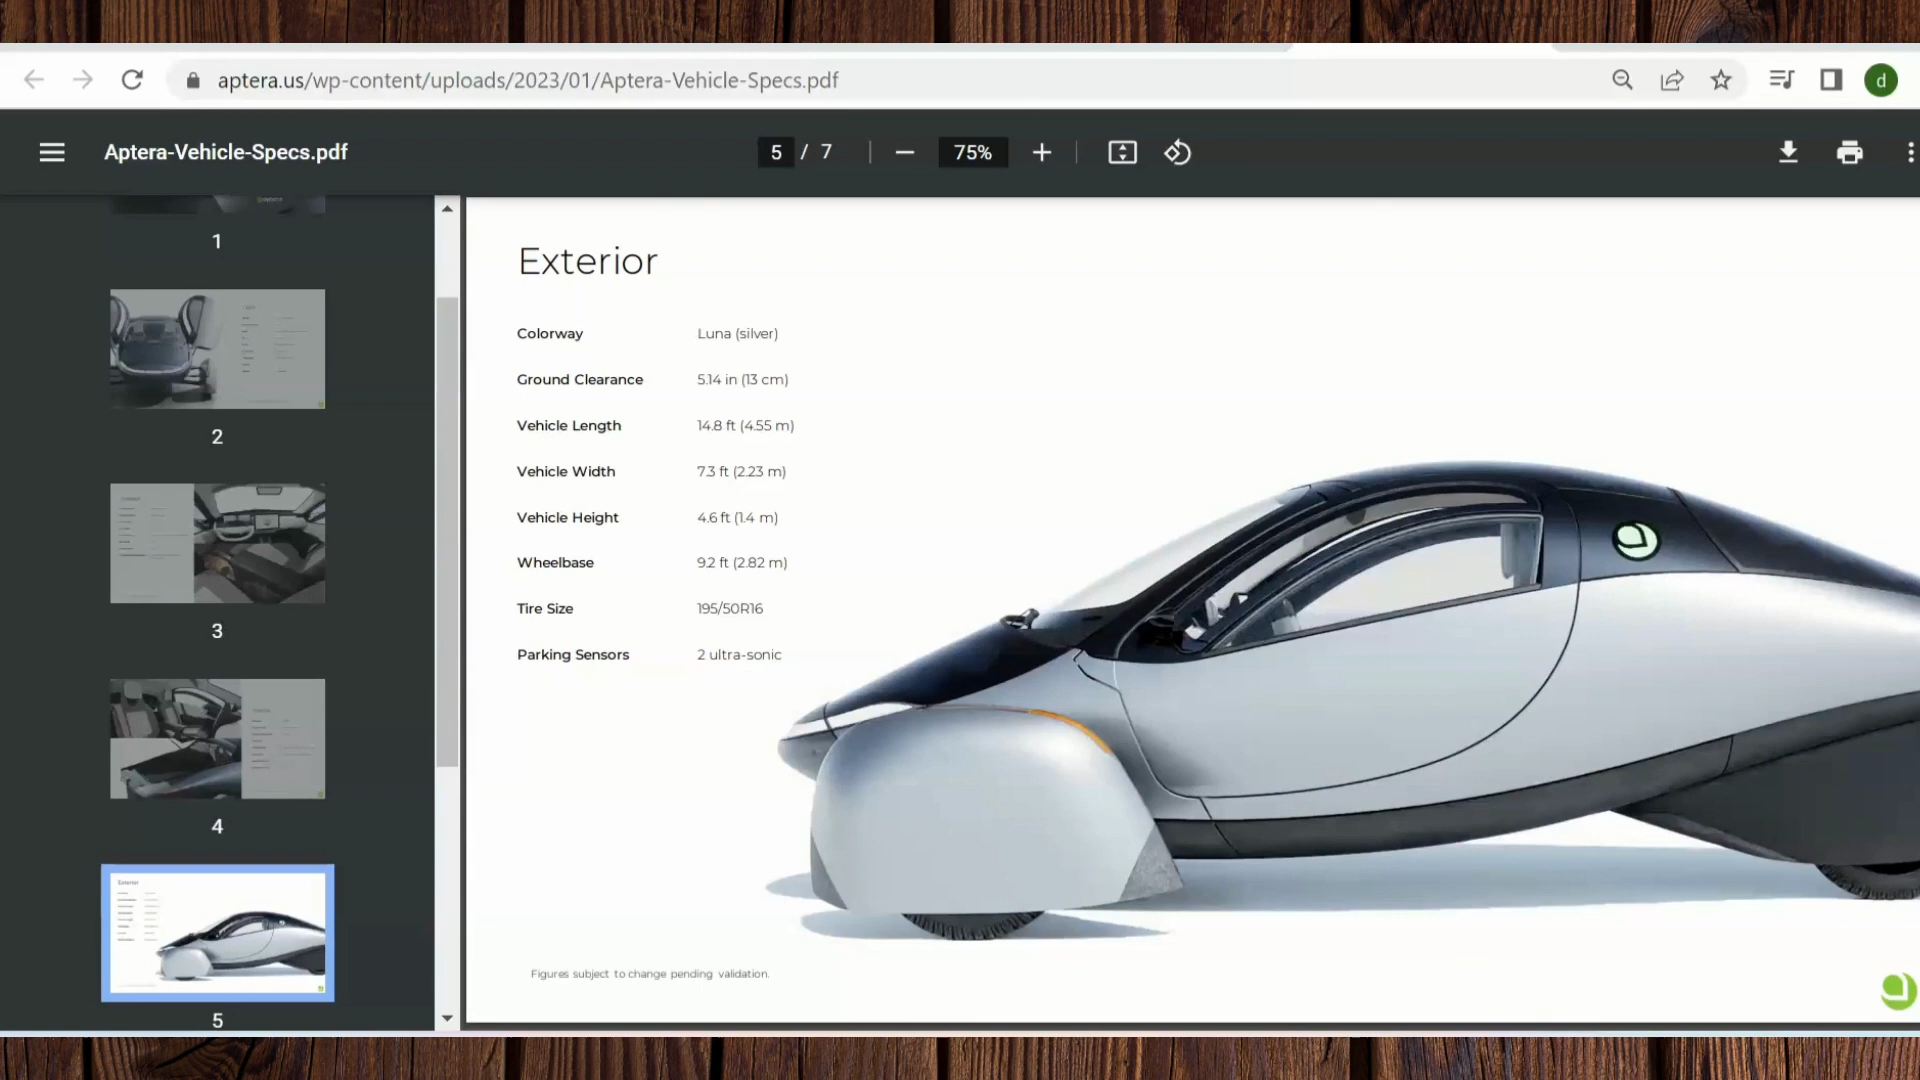 aptera.us/wp-content/uploads/2023/01/Aptera-Vehicle-Specs.pdf
d
Aptera-Vehicle-Specs.pdf
5 / 7
75%
1
2
3
4
5
Exterior
Colorway Luna (silver)
Ground Clearance 5.14 in (13 cm)
Vehicle Length 14.8 ft (4.55 m)
Vehicle Width 7.3 ft (2.23 m)
Vehicle Height 4.6 ft (1.4 m)
Wheelbase 9.2 ft (2.82 m)
Tire Size 195/50R16
Parking Sensors 2 ultra-sonic
Figures subject to change pending validation.